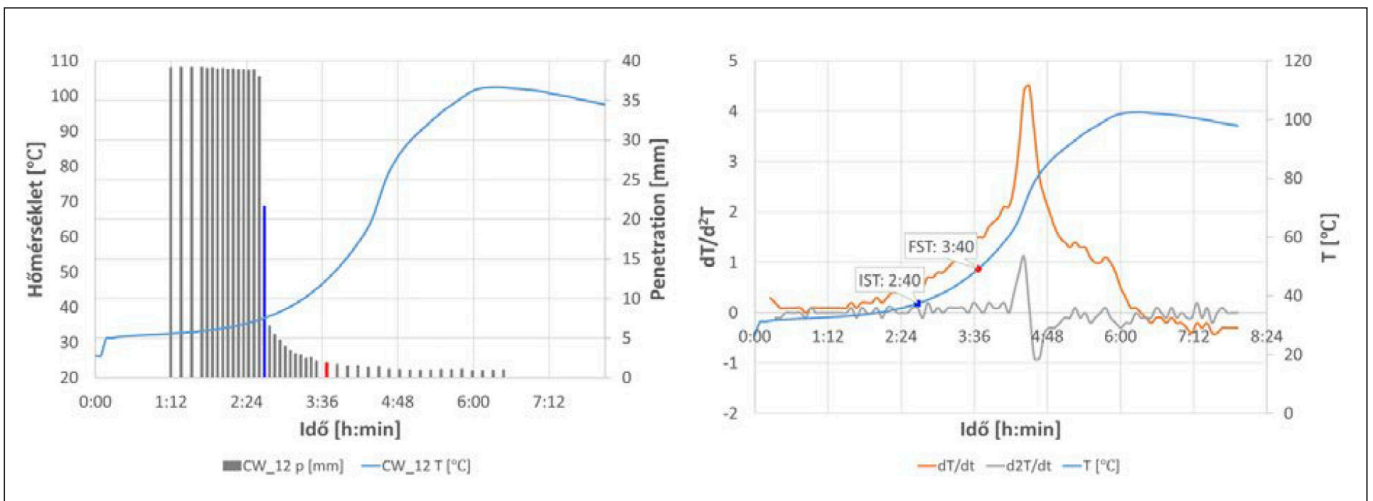 110
100
90
80
70
60
50
40
30
20
Hőmérséklet [°C]
40
35
30
25
20
15
10
5
0
Penetration [mm]
0:00 1:12 2:24 3:36 4:48 6:00 7:12
Idő [h:min]
CW_12 p [mm] CW_12 T [°C]
5
4
3
2
1
0
-1
-2
dT/d²T
120
100
80
60
40
20
0
T [°C]
FST: 3:40
IST: 2:40
0:00 1:12 2:24 3:36 4:48 6:00 7:12 8:24
Idő [h:min]
dT/dt d2T/dt T [°C]